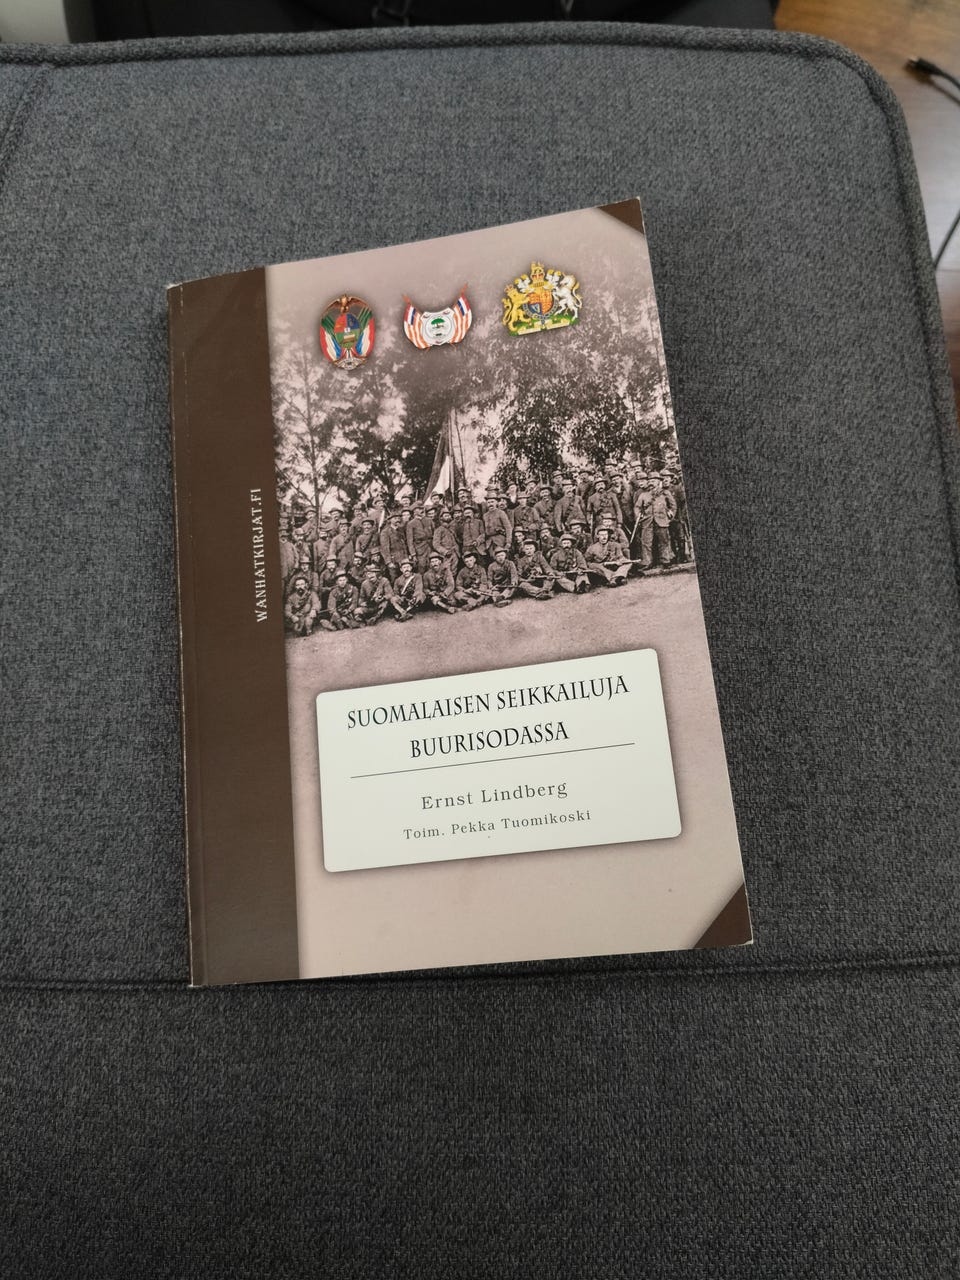 WANHATKIRJAT.FI
SUOMALAISEN SEIKKAILUJA
BUURISODASSA
Ernst Lindberg
Toim. Pekka Tuomikoski